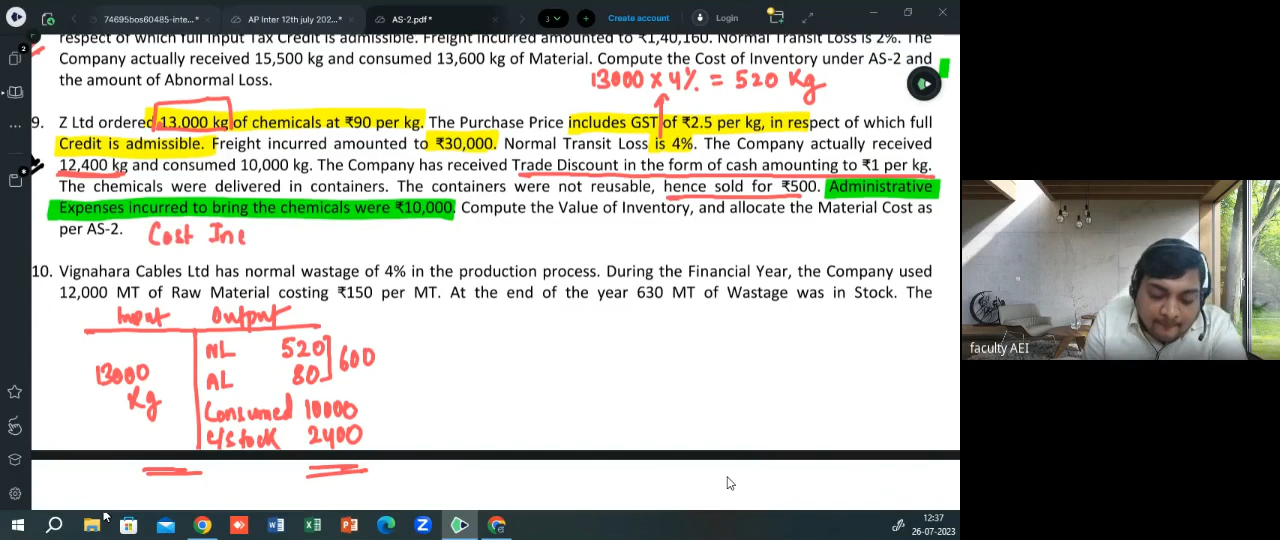 74695bos60485-inte...*
AP Inter 12th july 202...*
AS-2.pdf*
3
Create account
Login
respect of which full Input Tax Credit is admissible. Freight incurred amounted to ₹1,40,160. Normal Transit Loss is 2%. The
Company actually received 15,500 kg and consumed 13,600 kg of Material. Compute the Cost of Inventory under AS-2 and
the amount of Abnormal Loss.
13000 x 4% = 520 Kg
9. Z Ltd ordered 13,000 kg of chemicals at ₹90 per kg. The Purchase Price includes GST of ₹2.5 per kg, in respect of which full
Credit is admissible. Freight incurred amounted to ₹30,000. Normal Transit Loss is 4%. The Company actually received
12,400 kg and consumed 10,000 kg. The Company has received Trade Discount in the form of cash amounting to ₹1 per kg.
The chemicals were delivered in containers. The containers were not reusable, hence sold for ₹500. Administrative
Expenses incurred to bring the chemicals were ₹10,000. Compute the Value of Inventory, and allocate the Material Cost as
per AS-2.
Cost Inc
10. Vignahara Cables Ltd has normal wastage of 4% in the production process. During the Financial Year, the Company used
12,000 MT of Raw Material costing ₹150 per MT. At the end of the year 630 MT of Wastage was in Stock. The
Input Output
NL 520
600
13000 AL 80
Kg
Consumed 10000
c/stock 2400
faculty AEI
12:37
26-07-2023